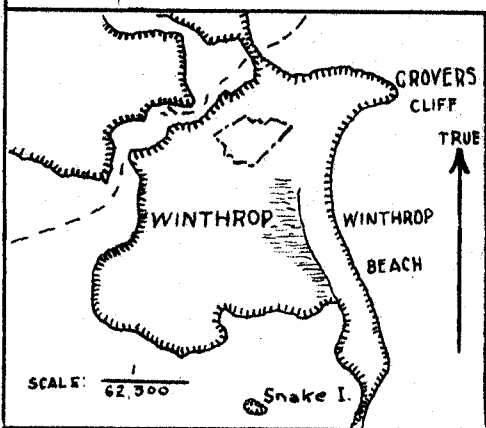 GROVERS
CLIFF
TRUE
WINTHROP
WINTHROP
BEACH
SCALE: 1
62,500
Snake I.